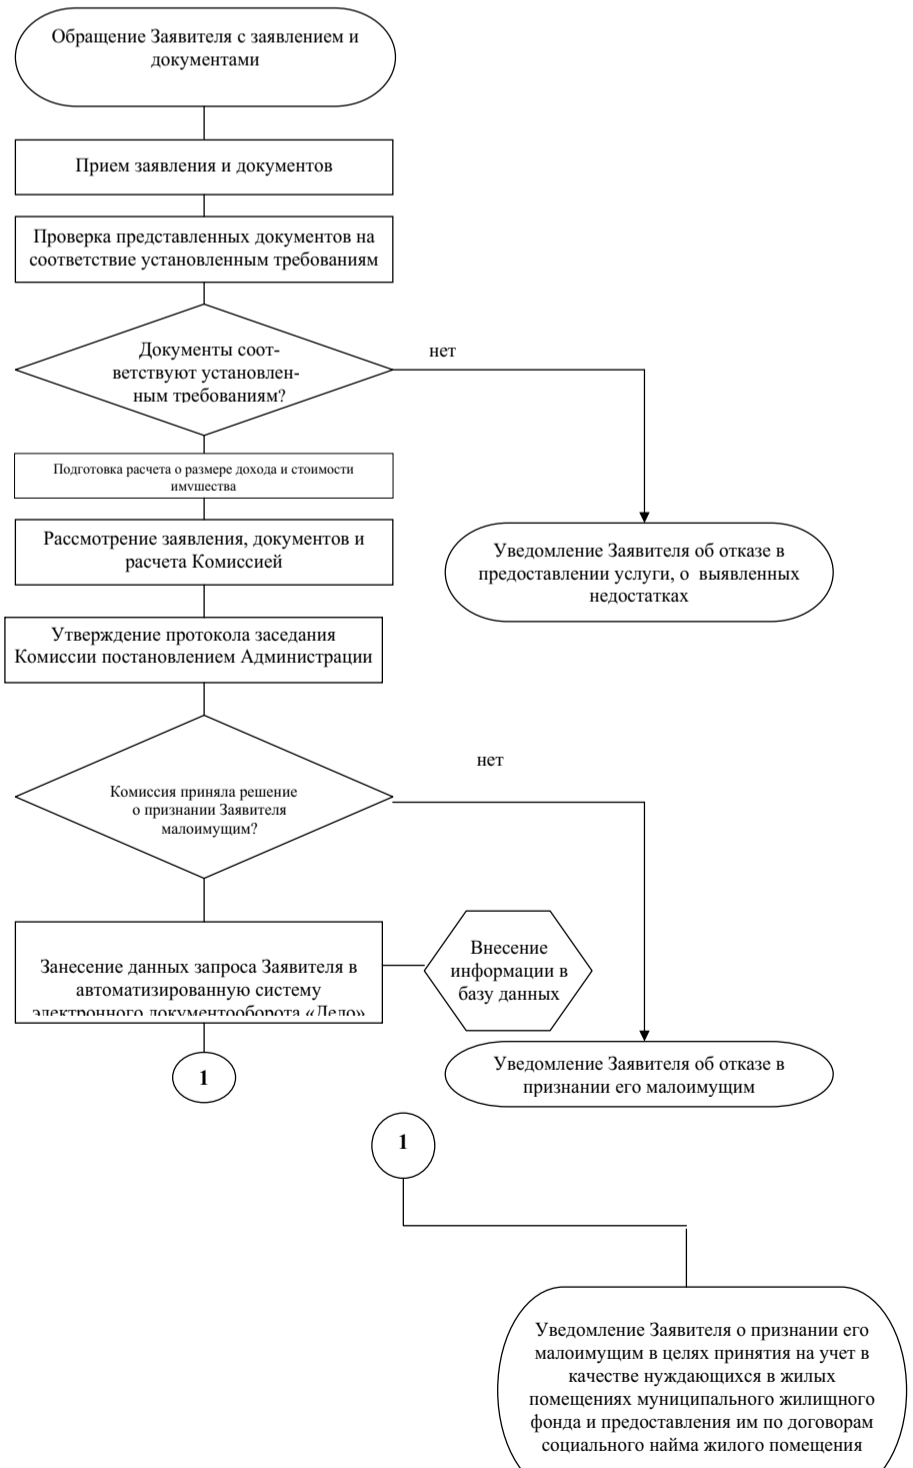 Обращение Заявителя с заявлением и
документами
Прием заявления и документов
Проверка представленных документов на
соответствие установленным требованиям
Документы соот-
ветствуют установлен-
ным требованиям?
нет
Подготовка расчета о размере дохода и стоимости
имущества
Рассмотрение заявления, документов и
расчета Комиссией
Уведомление Заявителя об отказе в
предоставлении услуги, о выявленных
недостатках
Утверждение протокола заседания
Комиссии постановлением Администрации
нет
Комиссия приняла решение
о признании Заявителя
малоимущим?
Занесение данных запроса Заявителя в
автоматизированную систему
электронного документооборота «Дело»
Внесение
информации в
базу данных
1
Уведомление Заявителя об отказе в
признании его малоимущим
1
Уведомление Заявителя о признании его
малоимущим в целях принятия на учет в
качестве нуждающихся в жилых
помещениях муниципального жилищного
фонда и предоставления им по договорам
социального найма жилого помещения